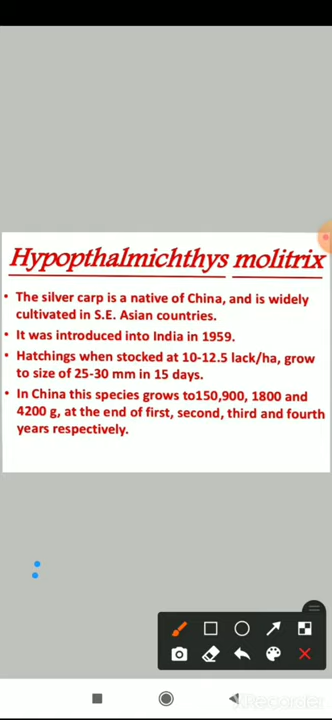 Hypopthalmichthys molitrix
• The silver carp is a native of China, and is widely
cultivated in S.E. Asian countries.
• It was introduced into India in 1959.
• Hatchings when stocked at 10-12.5 lack/ha, grow
to size of 25-30 mm in 15 days.
• In China this species grows to150,900, 1800 and
4200 g, at the end of first, second, third and fourth
years respectively.
Recorder